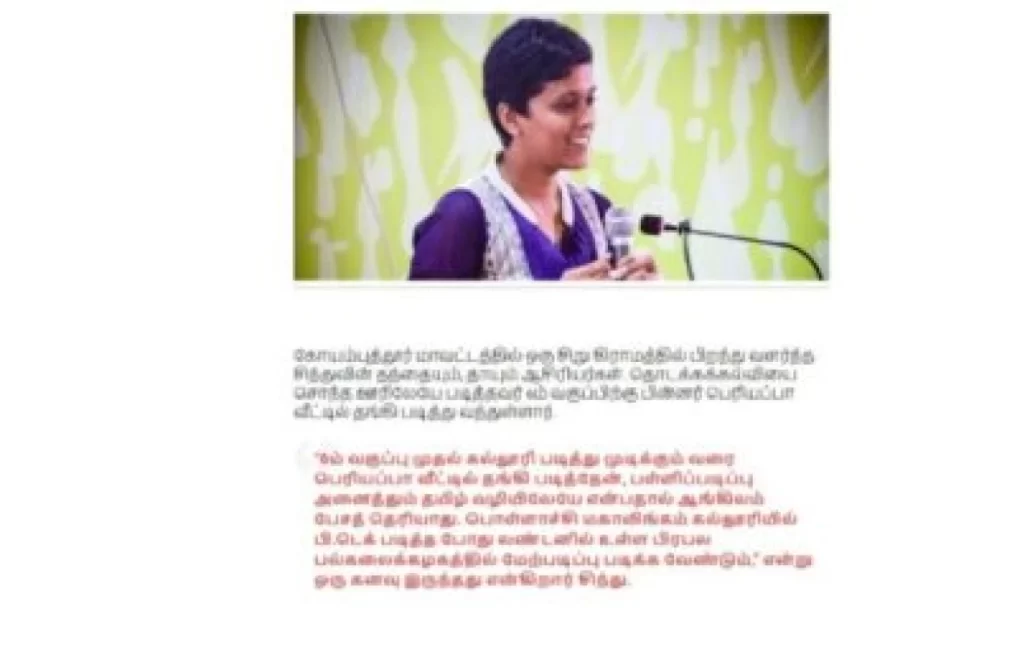 கோயம்புத்தூர் மாவட்டத்தில் ஒரு சிறு கிராமத்தில் பிறந்து வளர்ந்த
சிந்துவின் தந்தையும், தாயும் ஆசிரியர்கள். தொடக்கக்கல்வியை
சொந்த ஊரிலேயே படித்தவர் 6ம் வகுப்பிற்கு பின்னர் பெரியப்பா
வீட்டில் தங்கி படித்து வந்துள்ளார்.
"6ம் வகுப்பு முதல் கல்லூரி படித்து முடிக்கும் வரை
பெரியப்பா வீட்டில் தங்கி படித்தேன், பள்ளிப்படிப்பு
அனைத்தும் தமிழ் வழியிலேயே என்பதால் ஆங்கிலம்
பேசத் தெரியாது. பொள்ளாச்சி மகாலிங்கம் கல்லூரியில்
பி.டெக் படித்த போது லண்டனில் உள்ள பிரபல
பல்கலைக்கழகத்தில் மேற்படிப்பு படிக்க வேண்டும்," என்று
ஒரு கனவு இருந்தது என்கிறார் சிந்து.